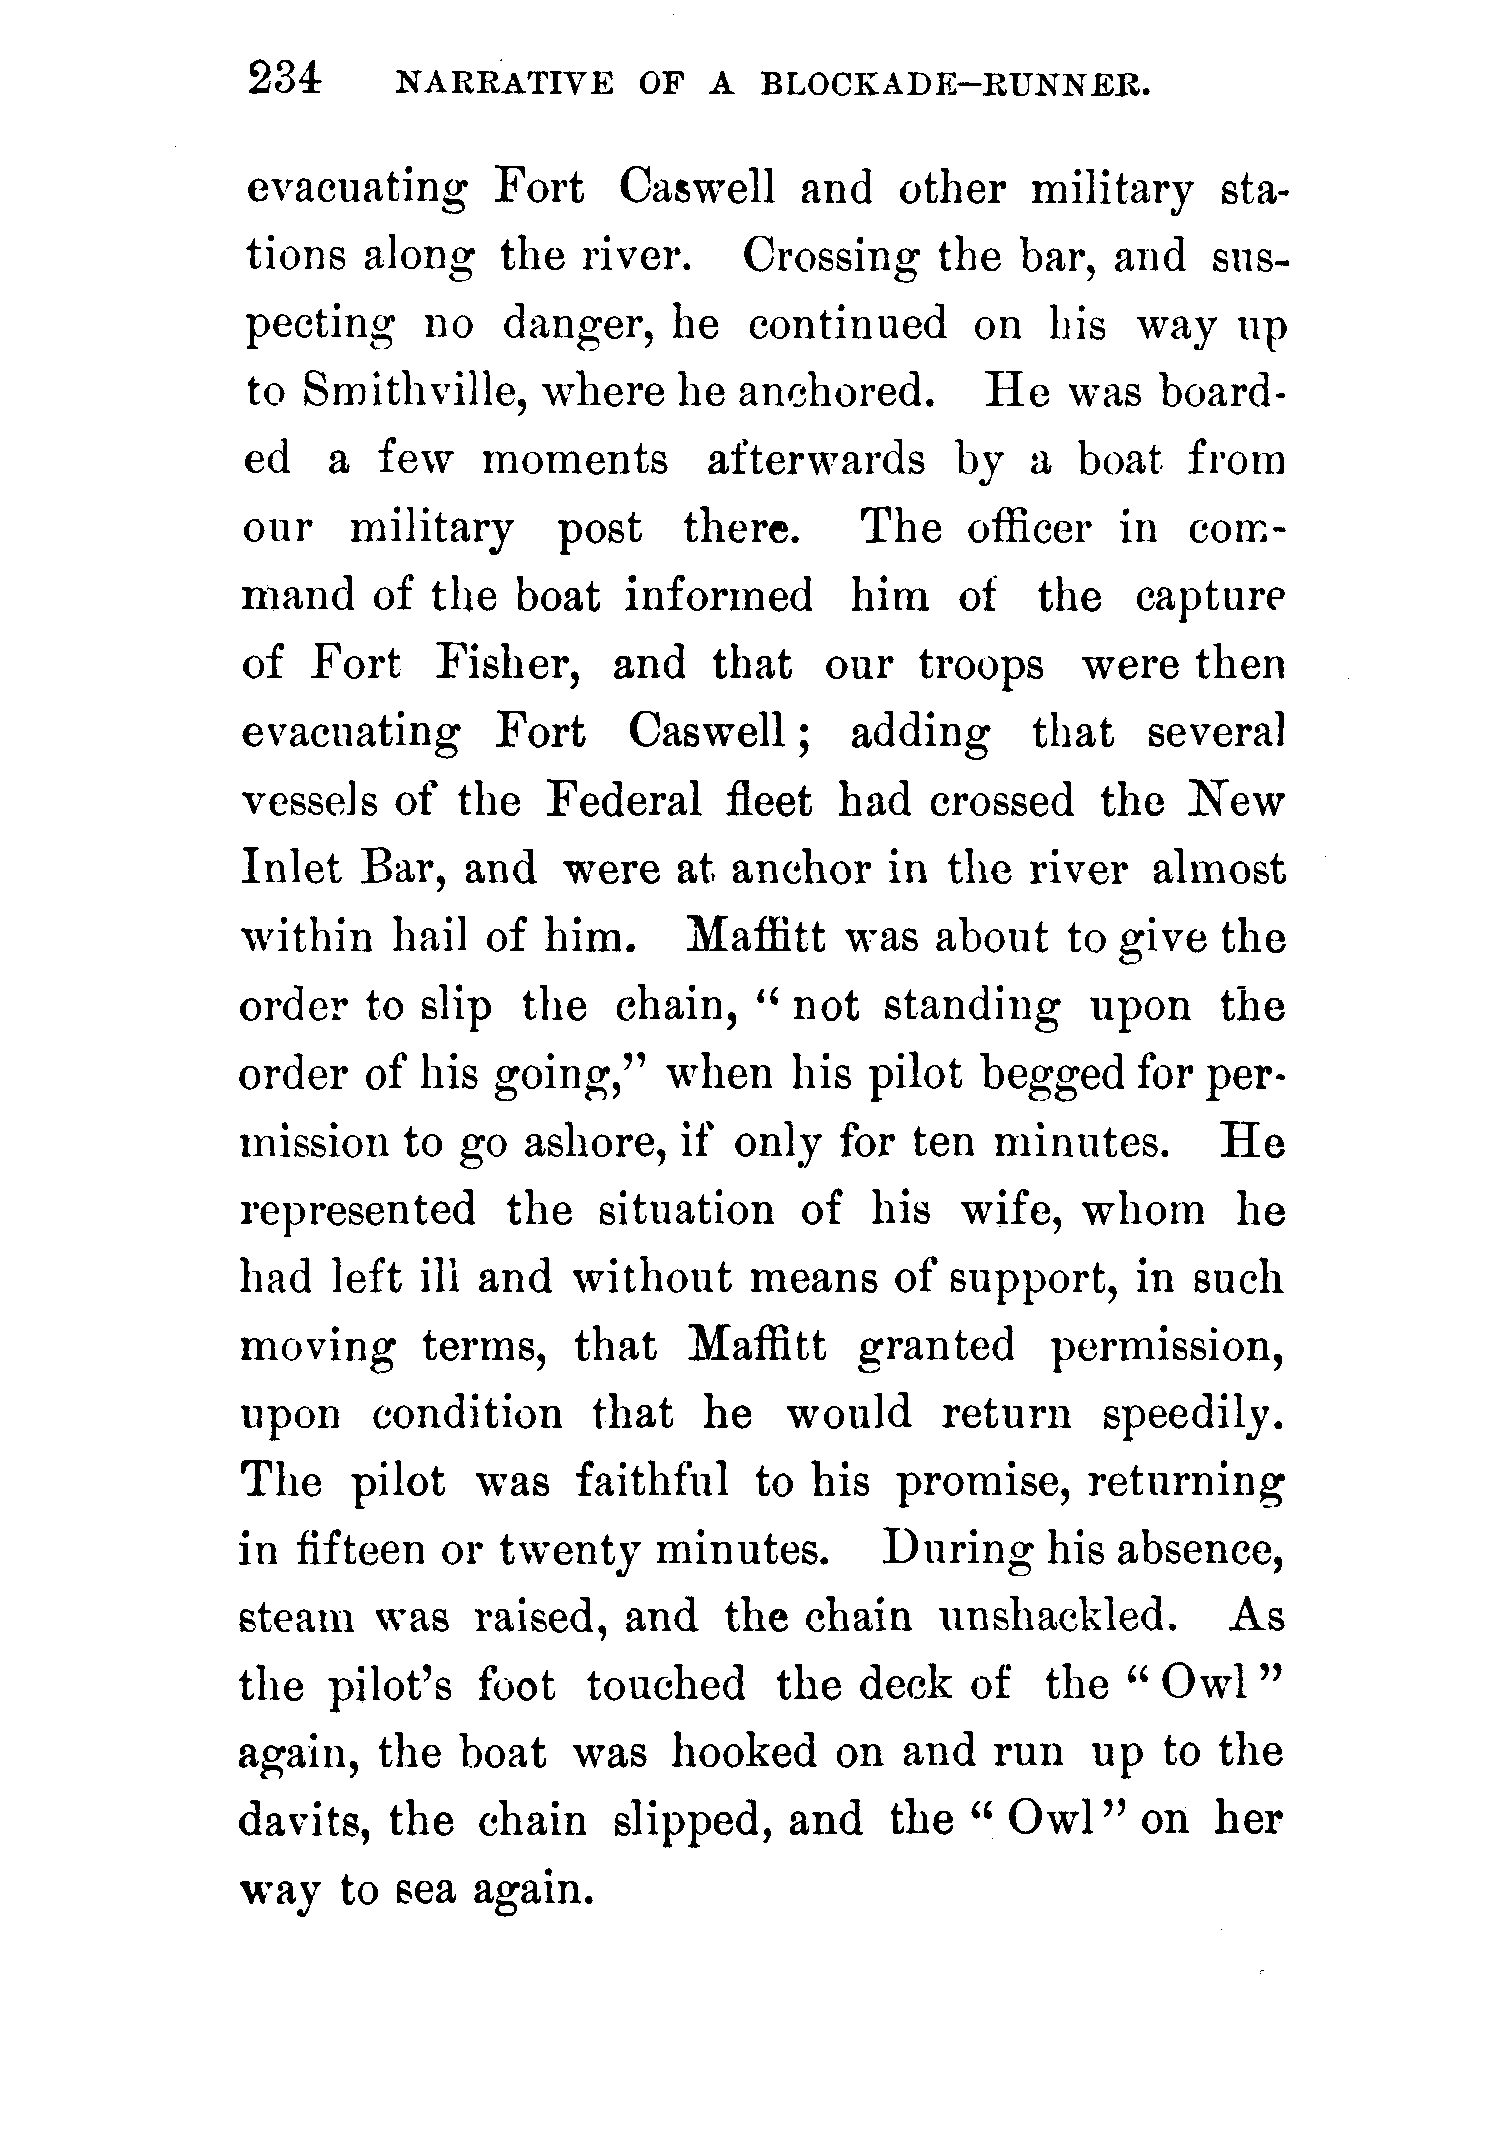 234 NARRATIVE OF A BLOCKADE-RUNNER.
evacuating Fort Caswell and other military sta-
tions along the river. Crossing the bar, and sus-
pecting no danger, he continued on his way up
to Smithville, where he anchored. He was board-
ed a few moments afterwards by a boat from
our military post there. The officer in com-
mand of the boat informed him of the capture
of Fort Fisher, and that our troops were then
evacuating Fort Caswell; adding that several
vessels of the Federal fleet had crossed the New
Inlet Bar, and were at anchor in the river almost
within hail of him. Maffitt was about to give the
order to slip the chain, “ not standing upon the
order of his going,” when his pilot begged for per-
mission to go ashore, if only for ten minutes. He
represented the situation of his wife, whom he
had left ill and without means of support, in such
moving terms, that Maffitt granted permission,
upon condition that he would return speedily.
The pilot was faithful to his promise, returning
in fifteen or twenty minutes. During his absence,
steam was raised, and the chain unshackled. As
the pilot’s foot touched the deck of the “ Owl ”
again, the boat was hooked on and run up to the
davits, the chain slipped, and the “ Owl” on her
way to sea again.